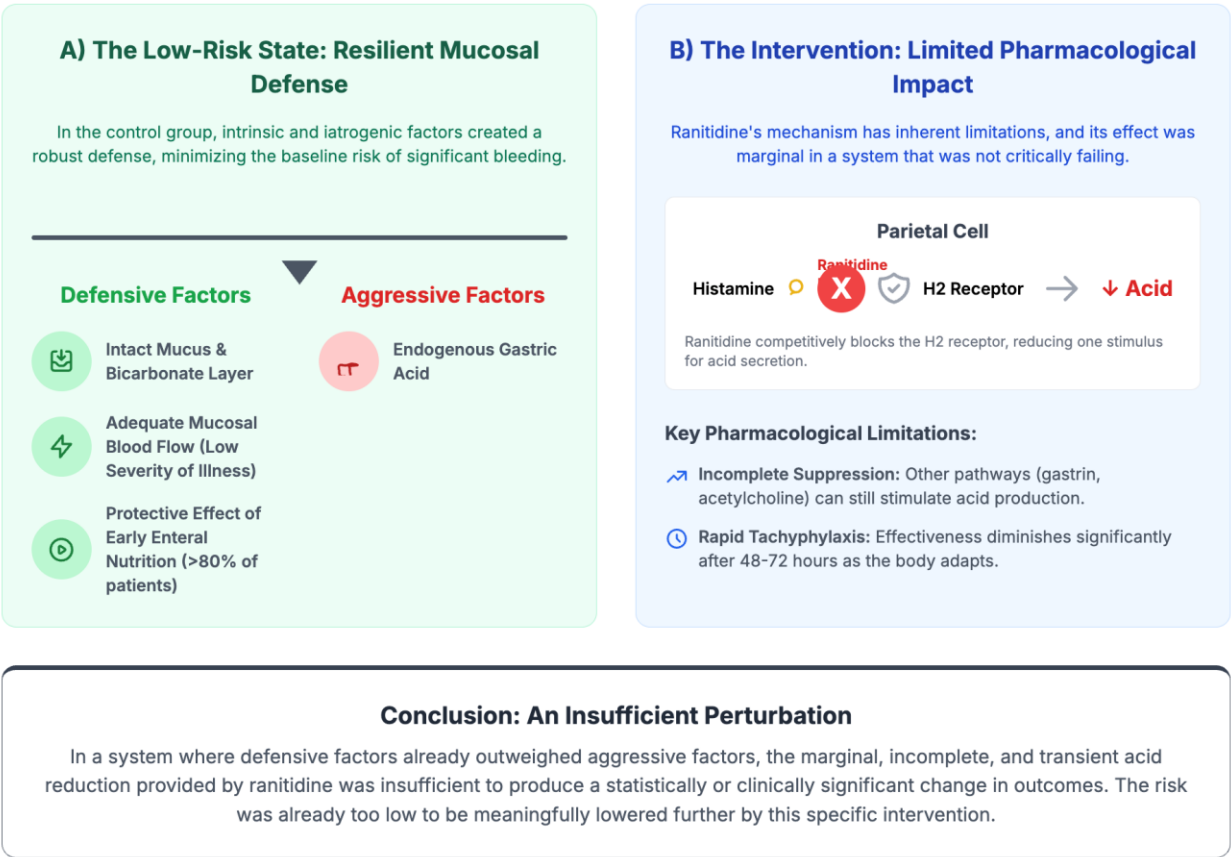 A) The Low-Risk State: Resilient Mucosal
Defense
In the control group, intrinsic and iatrogenic factors created a
robust defense, minimizing the baseline risk of significant bleeding.
Defensive Factors
Aggressive Factors
Intact Mucus &
Bicarbonate Layer
Endogenous Gastric
Acid
Adequate Mucosal
Blood Flow (Low
Severity of Illness)
Protective Effect of
Early Enteral
Nutrition (>80% of
patients)
B) The Intervention: Limited Pharmacological
Impact
Ranitidine's mechanism has inherent limitations, and its effect was
marginal in a system that was not critically failing.
Parietal Cell
Ranitidine
Histamine X H2 Receptor → ↓ Acid
Ranitidine competitively blocks the H2 receptor, reducing one stimulus
for acid secretion.
Key Pharmacological Limitations:
Incomplete Suppression: Other pathways (gastrin,
acetylcholine) can still stimulate acid production.
Rapid Tachyphylaxis: Effectiveness diminishes significantly
after 48-72 hours as the body adapts.
Conclusion: An Insufficient Perturbation
In a system where defensive factors already outweighed aggressive factors, the marginal, incomplete, and transient acid
reduction provided by ranitidine was insufficient to produce a statistically or clinically significant change in outcomes. The risk
was already too low to be meaningfully lowered further by this specific intervention.